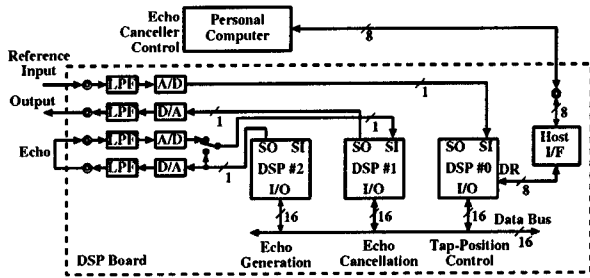 Echo
Canceller
Control
Personal
Computer
8
Reference
Input
LPF A/D
1
8
Output
LPF D/A
1
1
Host
I/F
Echo
LPF A/D
LPF D/A
1
SO SI
DSP #2
I/O
SO SI
DSP #1
I/O
SO SI
DSP #0
I/O
DR
8
16
16
16
Data Bus
16
DSP Board
Echo
Generation
Echo
Cancellation
Tap-Position
Control